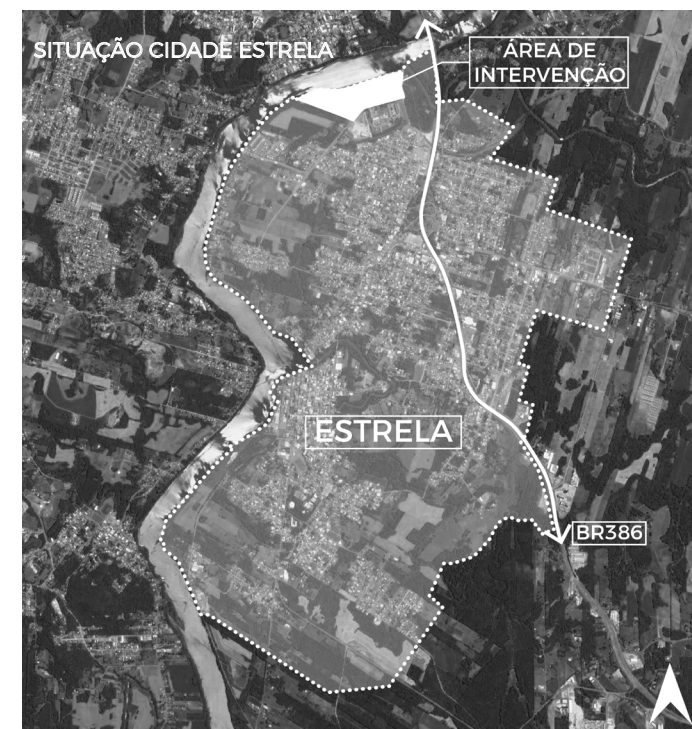 SITUAÇÃO CIDADE ESTRELA
ÁREA DE
INTERVENÇÃO
ESTRELA
BR386